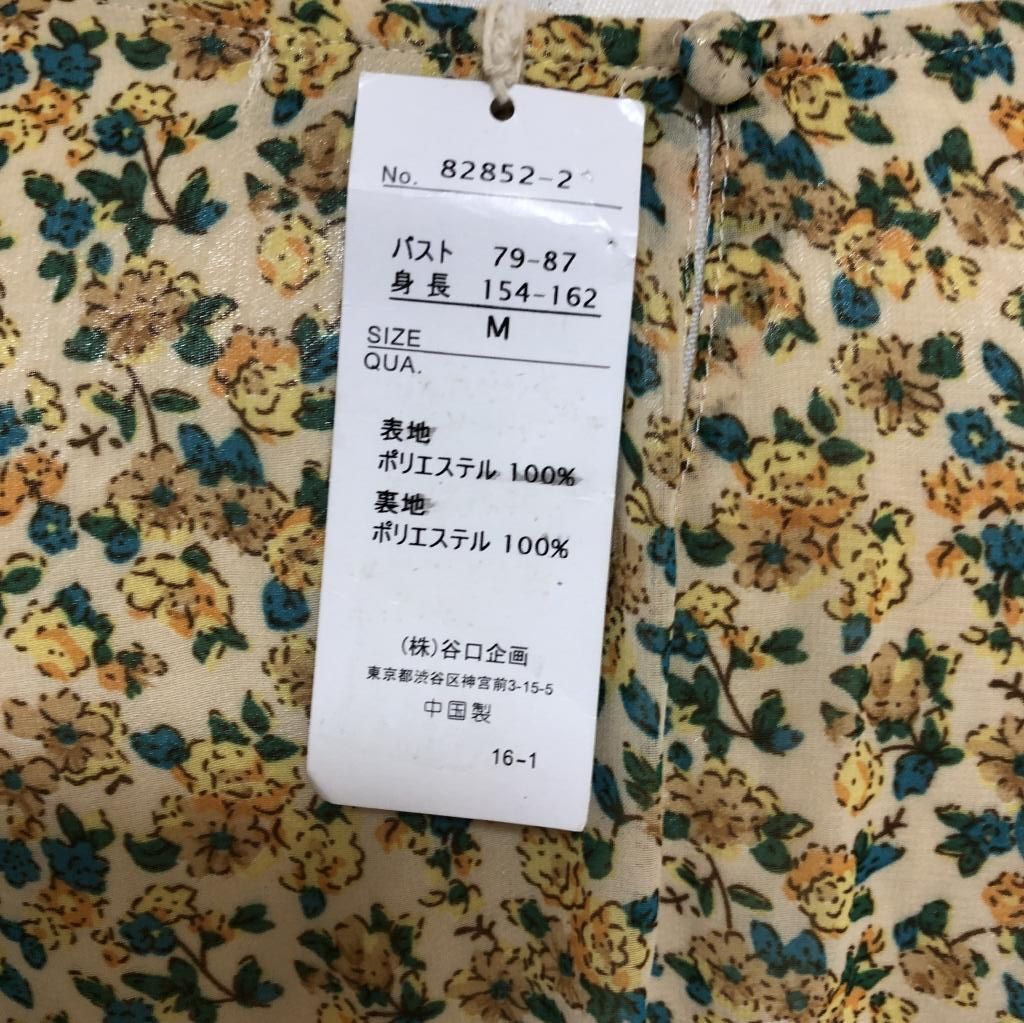 No. 82852-2
バスト 79-87
身長 154-162
SIZE M
QUA.
表地
ポリエステル 100%
裏地
ポリエステル 100%
(株)谷口企画
東京都渋谷区神宮前3-15-5
中国製
16-1